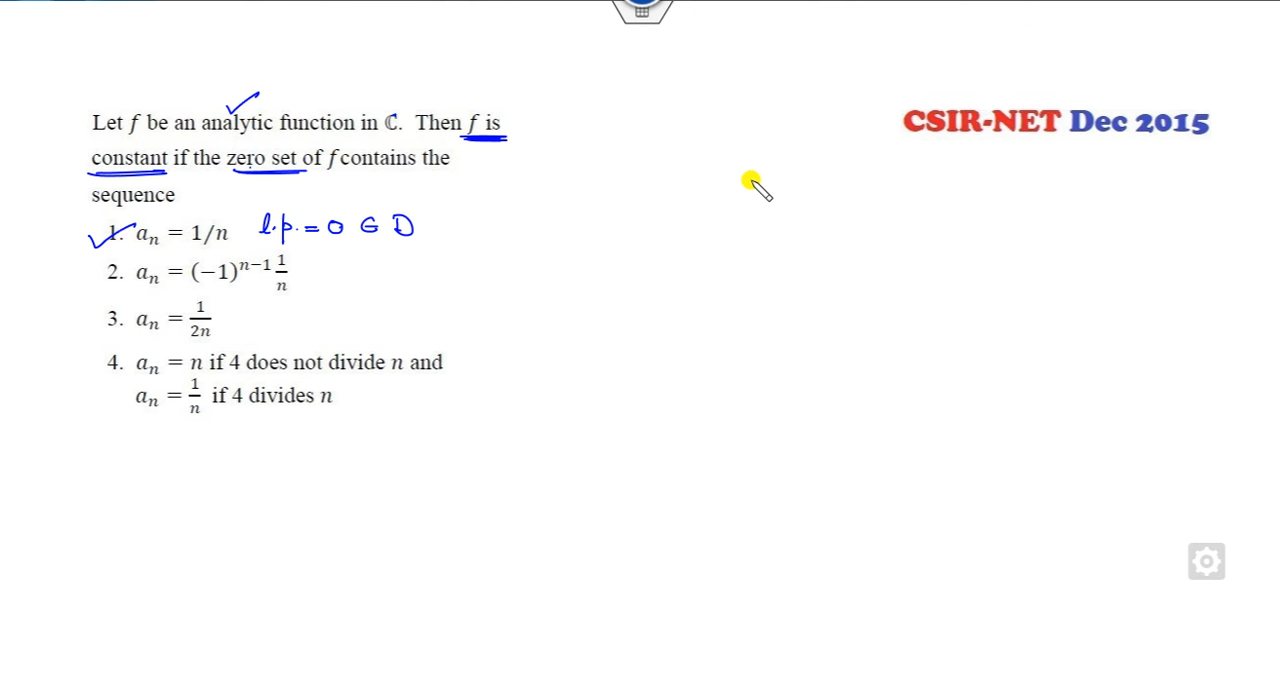 CSIR-NET Dec 2015
Let f be an analytic function in ℂ. Then f is
constant if the zero set of f contains the
sequence
1. aₙ = 1/n l.p. = 0 ∈ D
2. aₙ = (−1)ⁿ⁻¹ 1/n
3. aₙ = 1/2n
4. aₙ = n if 4 does not divide n and
aₙ = 1/n if 4 divides n